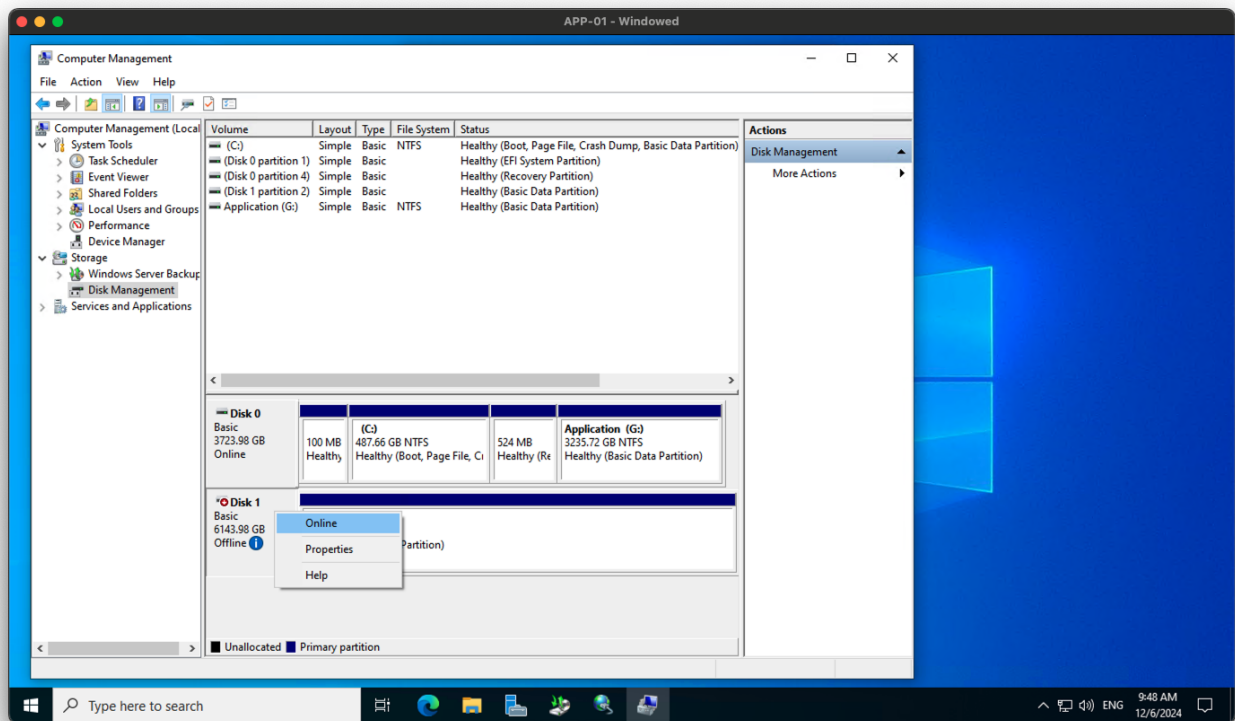 APP-01 - Windowed
Computer Management
File Action View Help
Computer Management (Local
System Tools
Task Scheduler
Event Viewer
Shared Folders
Local Users and Groups
Performance
Device Manager
Storage
Windows Server Backup
Disk Management
Services and Applications
Volume Layout Type File System Status
(C:) Simple Basic NTFS Healthy (Boot, Page File, Crash Dump, Basic Data Partition)
(Disk 0 partition 1) Simple Basic Healthy (EFI System Partition)
(Disk 0 partition 4) Simple Basic Healthy (Recovery Partition)
(Disk 1 partition 2) Simple Basic Healthy (Basic Data Partition)
Application (G:) Simple Basic NTFS Healthy (Basic Data Partition)
Disk 0
Basic
3723.98 GB
Online
100 MB
Healthy
(C:)
487.66 GB NTFS
Healthy (Boot, Page File, Cr
524 MB
Healthy (Re
Application (G:)
3235.72 GB NTFS
Healthy (Basic Data Partition)
Disk 1
Basic
6143.98 GB
Offline
Partition)
Online
Properties
Help
Unallocated Primary partition
Actions
Disk Management
More Actions
Type here to search
ENG
9:48 AM
12/6/2024